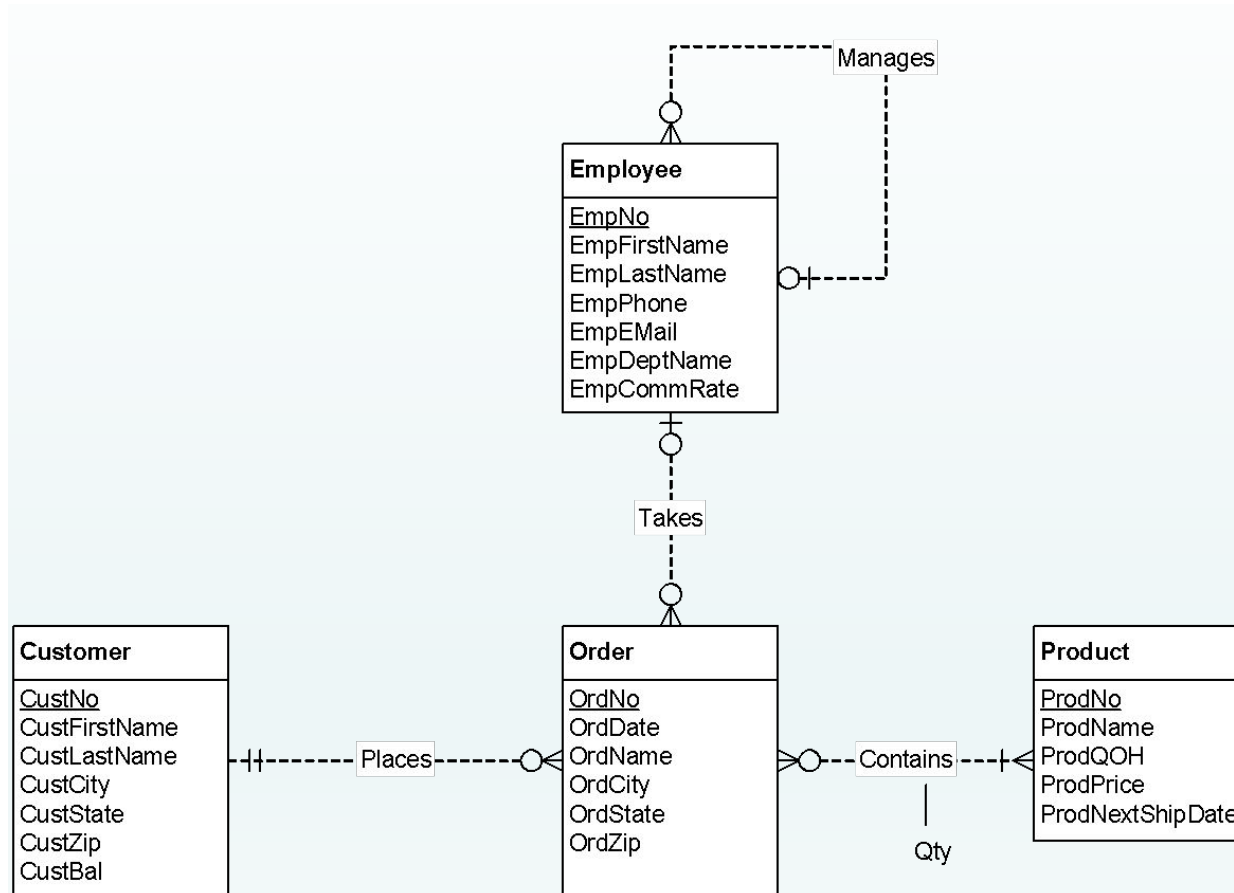 Manages
Employee
EmpNo
EmpFirstName
EmpLastName
EmpPhone
EmpEMail
EmpDeptName
EmpCommRate
Takes
Customer
CustNo
CustFirstName
CustLastName
CustCity
CustState
CustZip
CustBal
Places
Order
OrdNo
OrdDate
OrdName
OrdCity
OrdState
OrdZip
Contains
Qty
Product
ProdNo
ProdName
ProdQOH
ProdPrice
ProdNextShipDate